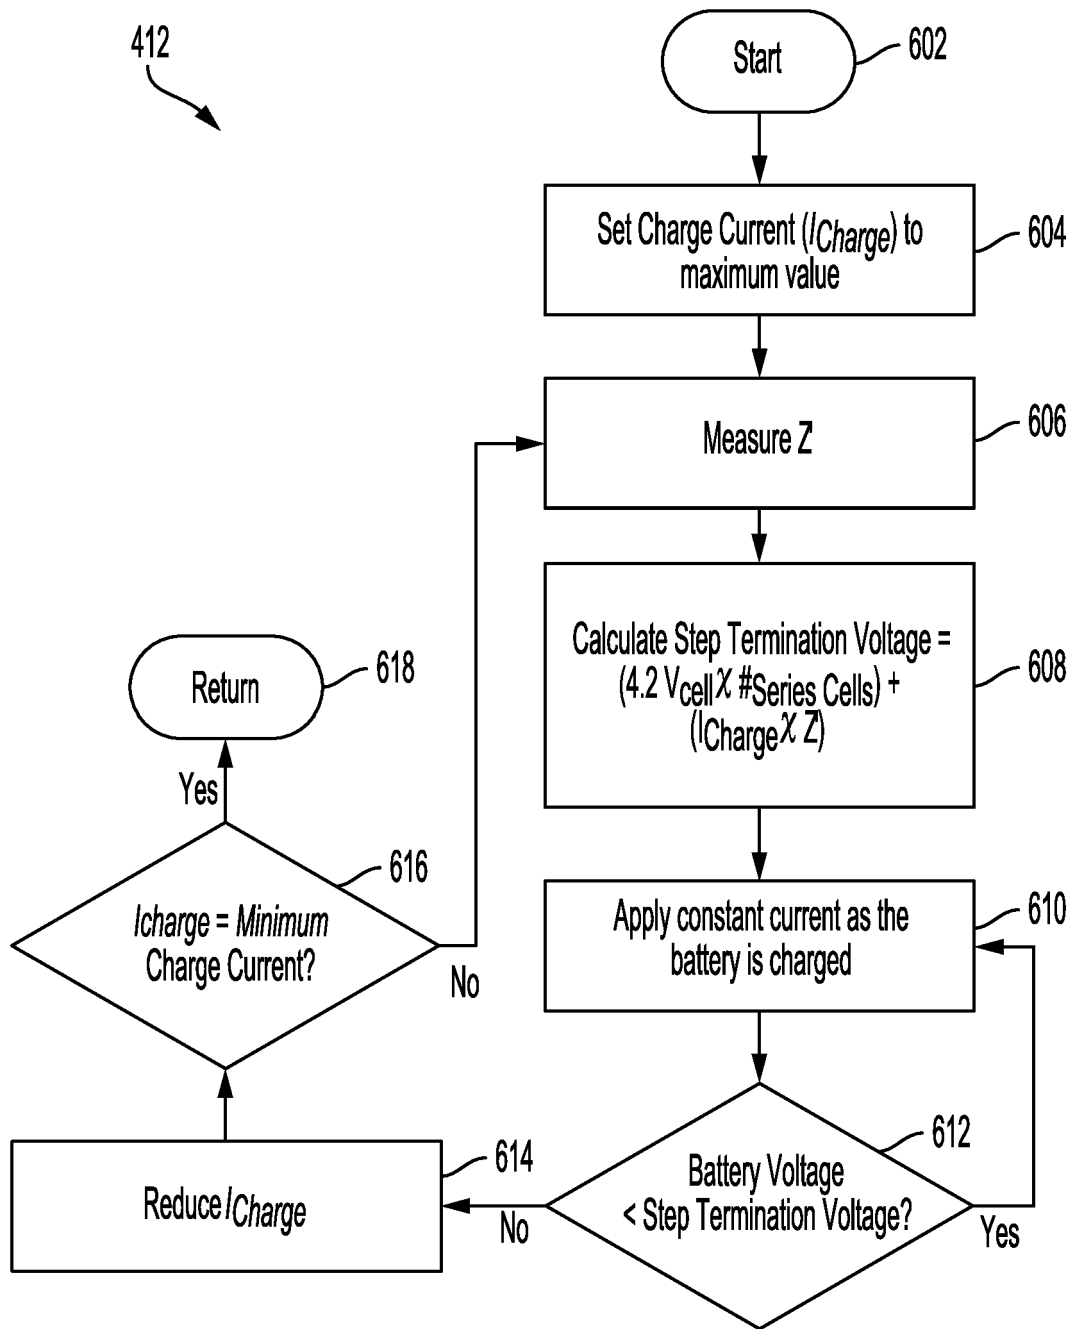 412
Start
602
Set Charge Current (ICharge) to
maximum value
604
Measure Z
606
Calculate Step Termination Voltage =
(4.2 Vcell x #Series Cells) +
(ICharge x Z)
608
Apply constant current as the
battery is charged
610
Battery Voltage
< Step Termination Voltage?
612
Yes
No
Reduce ICharge
614
Icharge = Minimum
Charge Current?
616
No
Yes
Return
618